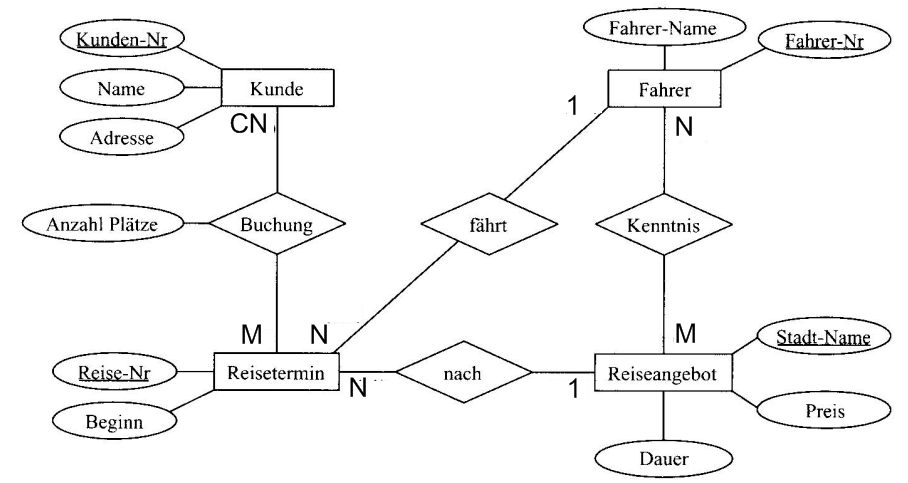 Kunden-Nr
Name
Adresse
Kunde
CN
Anzahl Plätze
Buchung
M
Reise-Nr
Beginn
Reisetermin
N
N
nach
1
fährt
1
Fahrer-Name
Fahrer-Nr
Fahrer
N
Kenntnis
M
Reiseangebot
Stadt-Name
Preis
Dauer